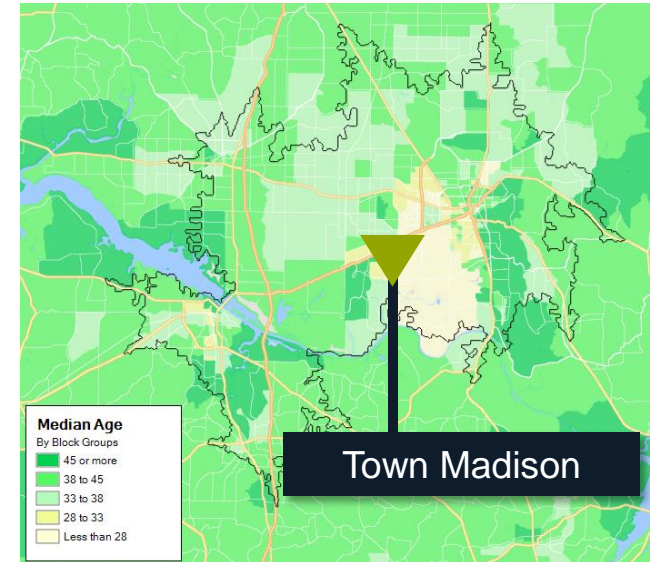 Town Madison
Median Age
By Block Groups
45 or more
38 to 45
33 to 38
28 to 33
Less than 28